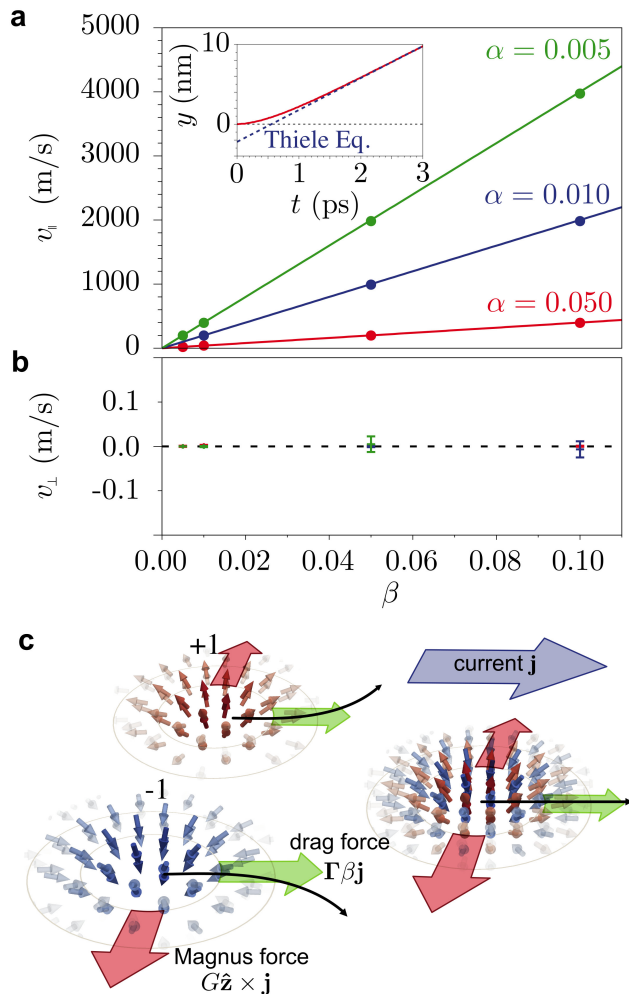 a
5000
4000
3000
2000
1000
0
v∥ (m/s)
10
0
y (nm)
Thiele Eq.
0 1 2 3
t (ps)
α = 0.005
α = 0.010
α = 0.050
b
0.1
0.0
-0.1
v⊥ (m/s)
0.00 0.02 0.04 0.06 0.08 0.10
β
c
+1
current j
-1
drag force
Γβj
Magnus force
Gẑ × j